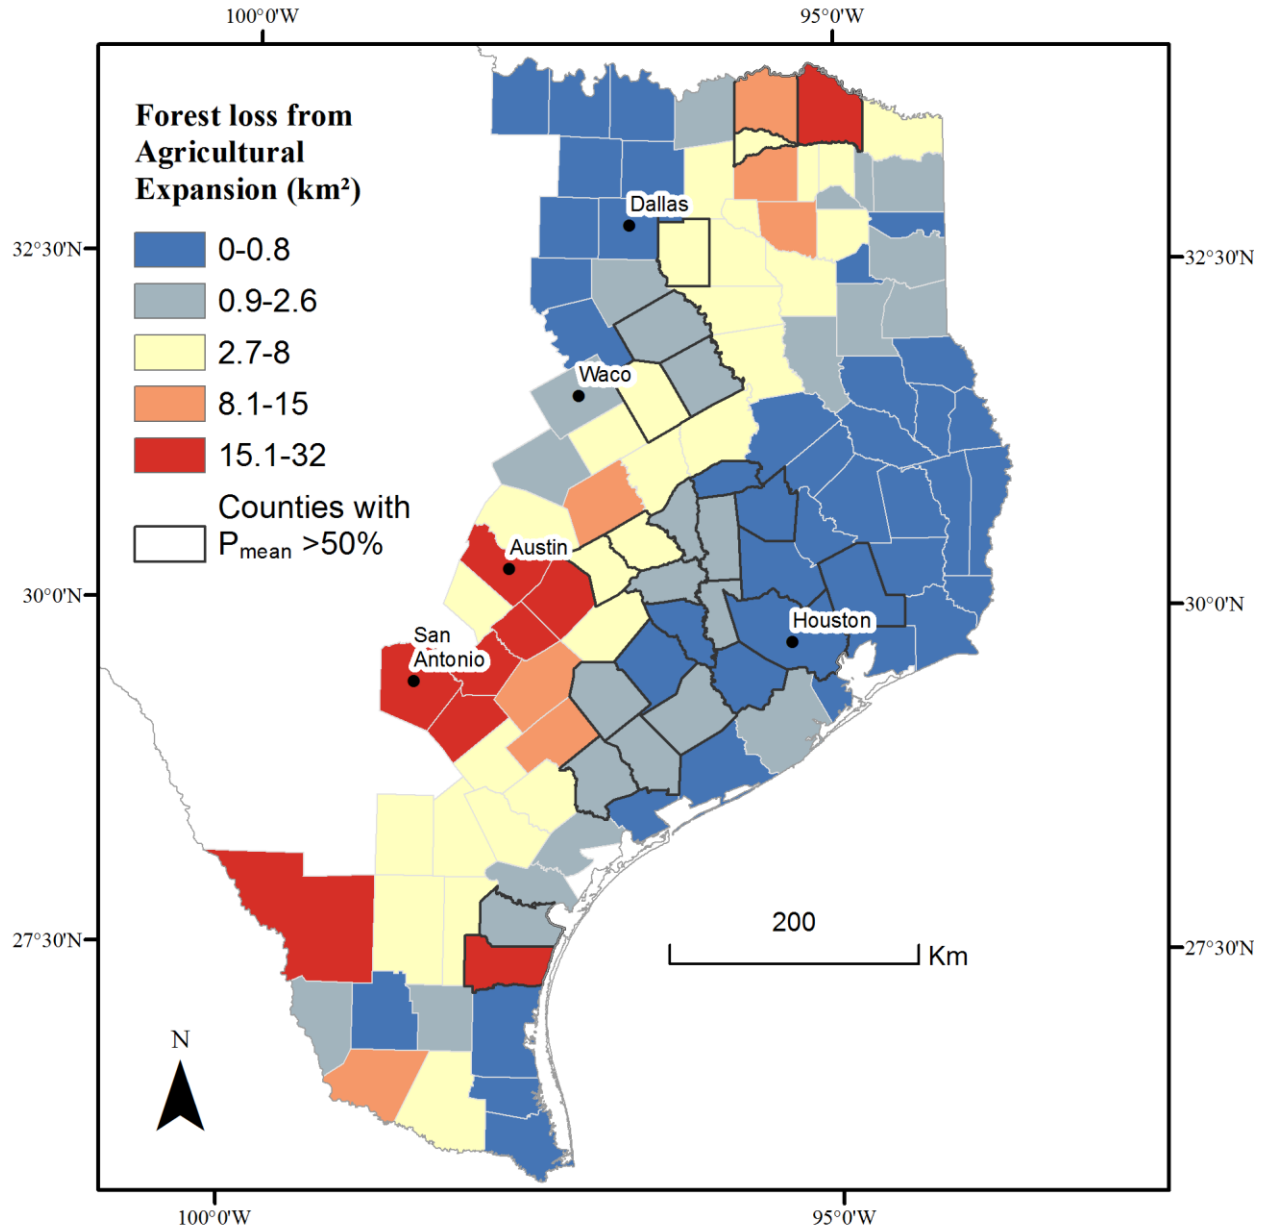 100°0'W 95°0'W
Forest loss from
Agricultural
Expansion (km²)
0-0.8
0.9-2.6
2.7-8
8.1-15
15.1-32
Counties with
Pmean >50%
Dallas
32°30'N
32°30'N
Waco
Austin
30°0'N
30°0'N
Houston
San
Antonio
200
Km
27°30'N
27°30'N
N
100°0'W 95°0'W